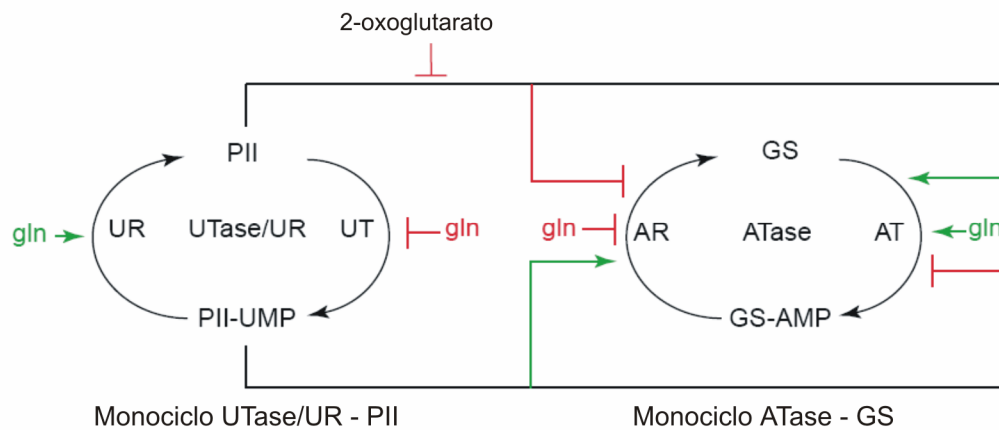 2-oxoglutarato
PII
GS
gln
UR
UTase/UR
UT
gln
gln
AR
ATase
AT
gln
PII-UMP
GS-AMP
Monociclo UTase/UR - PII
Monociclo ATase - GS